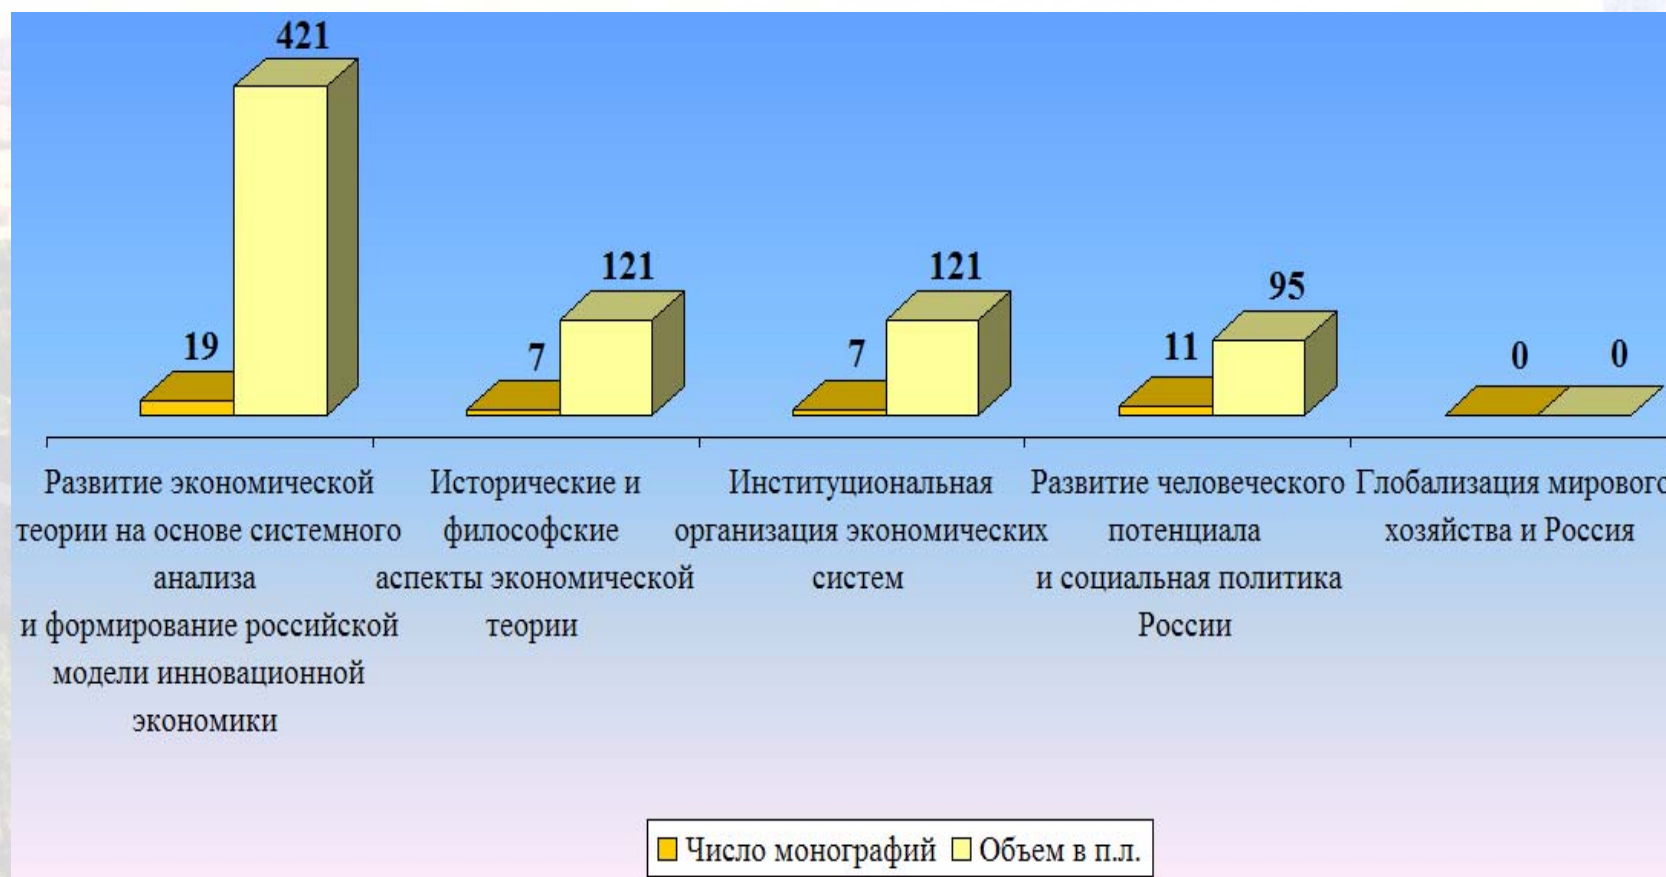 421
19
7
121
7
121
11
95
0
0
Развитие экономической
теории на основе системного
анализа
и формирование российской
модели инновационной
экономики
Исторические и
философские
аспекты экономической
теории
Институциональная
организация экономических
систем
Развитие человеческого
потенциала
и социальная политика
России
Глобализация мирового
хозяйства и Россия
Число монографий
Объем в п.л.